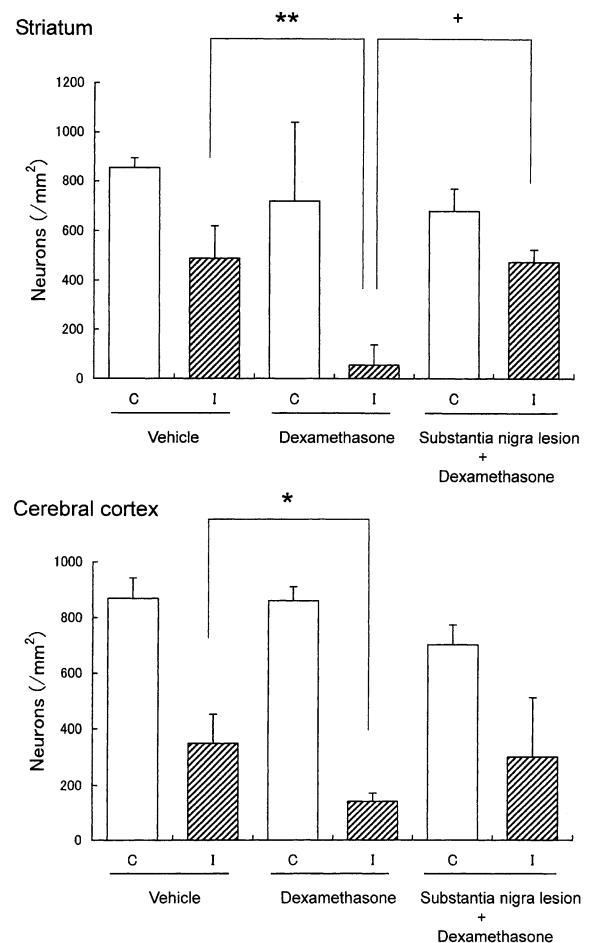 Striatum
** +
Neurons (/mm²)
1200
1000
800
600
400
200
0
C I C I C I
Vehicle Dexamethasone Substantia nigra lesion
+
Dexamethasone
Cerebral cortex
*
Neurons (/mm²)
1000
800
600
400
200
0
C I C I C I
Vehicle Dexamethasone Substantia nigra lesion
+
Dexamethasone